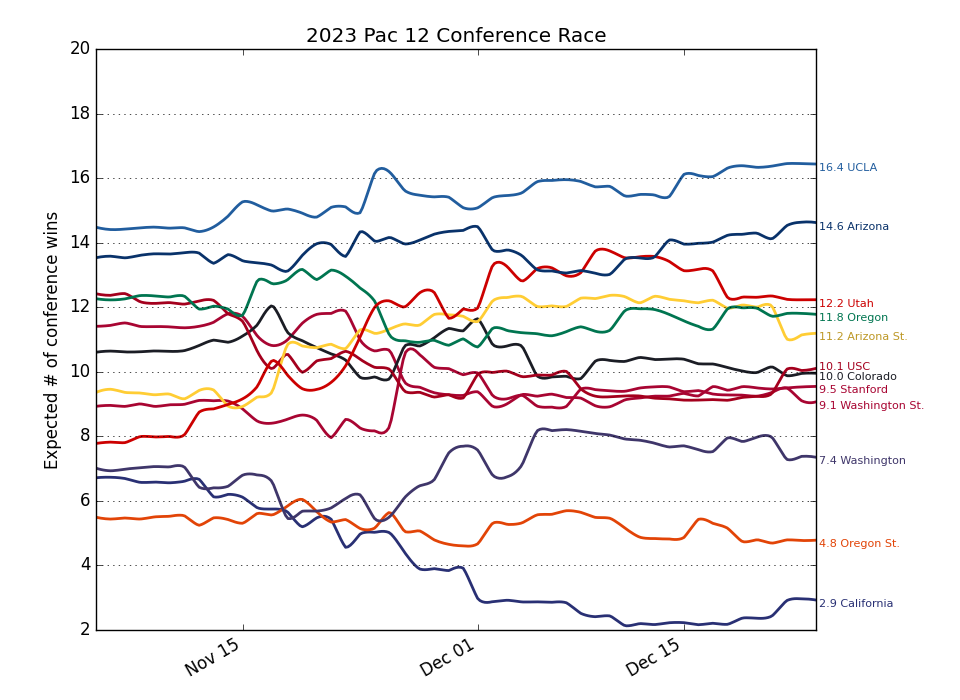 2023 Pac 12 Conference Race
Expected # of conference wins
20
18
16
14
12
10
8
6
4
2
16.4 UCLA
14.6 Arizona
12.2 Utah
11.8 Oregon
11.2 Arizona St.
10.1 USC
10.0 Colorado
9.5 Stanford
9.1 Washington St.
7.4 Washington
4.8 Oregon St.
2.9 California
Nov 15
Dec 01
Dec 15